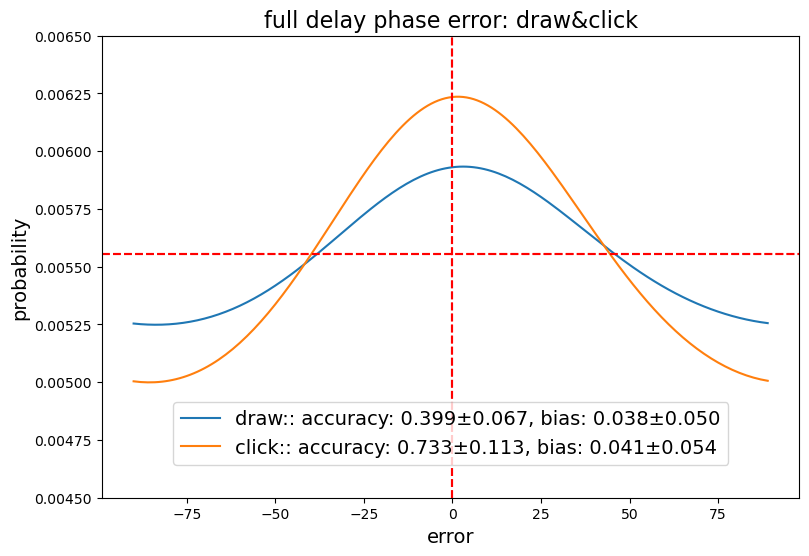 full delay phase error: draw&click
0.00650
0.00625
0.00600
0.00575
0.00550
0.00525
0.00500
0.00475
0.00450
probability
draw:: accuracy: 0.399±0.067, bias: 0.038±0.050
click:: accuracy: 0.733±0.113, bias: 0.041±0.054
−75 −50 −25 0 25 50 75
error